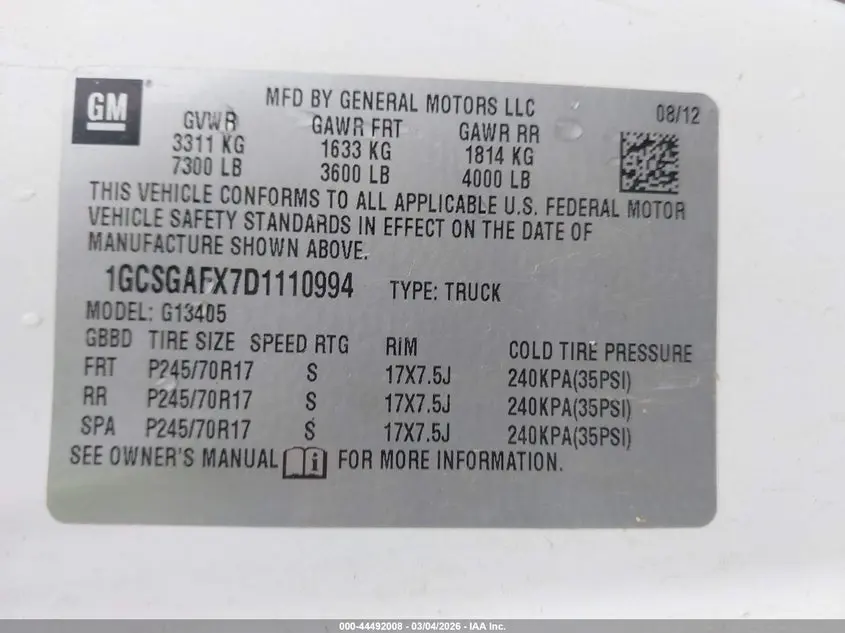 GM
MFD BY GENERAL MOTORS LLC 08/12
GVWR GAWR FRT GAWR RR
3311 KG 1633 KG 1814 KG
7300 LB 3600 LB 4000 LB
THIS VEHICLE CONFORMS TO ALL APPLICABLE U.S. FEDERAL MOTOR
VEHICLE SAFETY STANDARDS IN EFFECT ON THE DATE OF
MANUFACTURE SHOWN ABOVE.
1GCSGAFX7D1110994 TYPE: TRUCK
MODEL: G13405
GBBD TIRE SIZE SPEED RTG RIM COLD TIRE PRESSURE
FRT P245/70R17 S 17X7.5J 240KPA(35PSI)
RR P245/70R17 S 17X7.5J 240KPA(35PSI)
SPA P245/70R17 S 17X7.5J 240KPA(35PSI)
SEE OWNER'S MANUAL i FOR MORE INFORMATION.
000-44492008 - 03/04/2026 - IAA Inc.